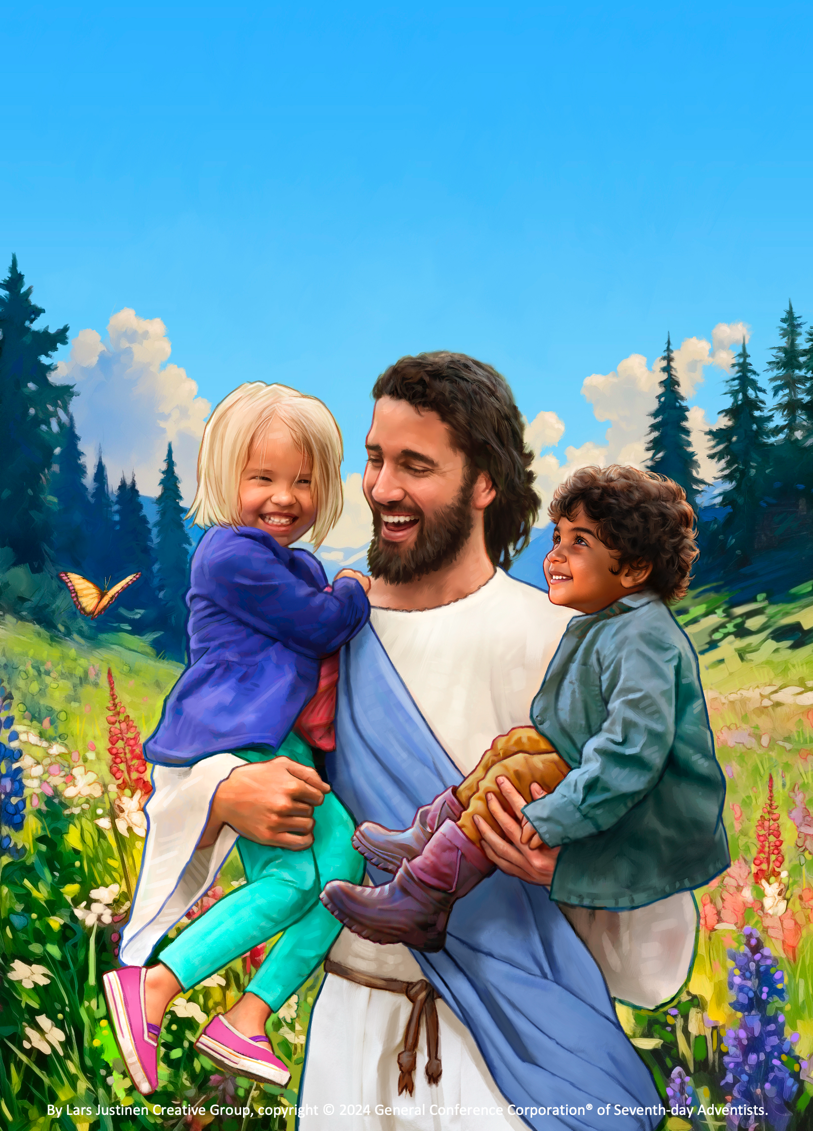 By Lars Justinen Creative Group, copyright © 2024 General Conference Corporation® of Seventh-day Adventists.